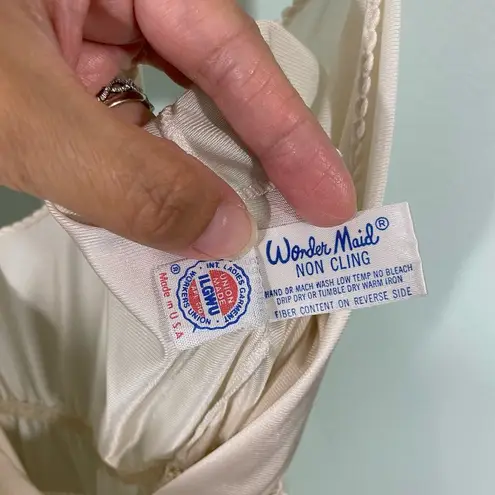 Wonder Maid®
NON CLING
HAND OR MACH WASH LOW TEMP NO BLEACH
DRIP DRY OR TUMBLE DRY WARM IRON
FIBER CONTENT ON REVERSE SIDE
® · INT. LADIES GARMENT WORKERS UNION ·
UNION MADE
ILGWU
Made in U.S.A.